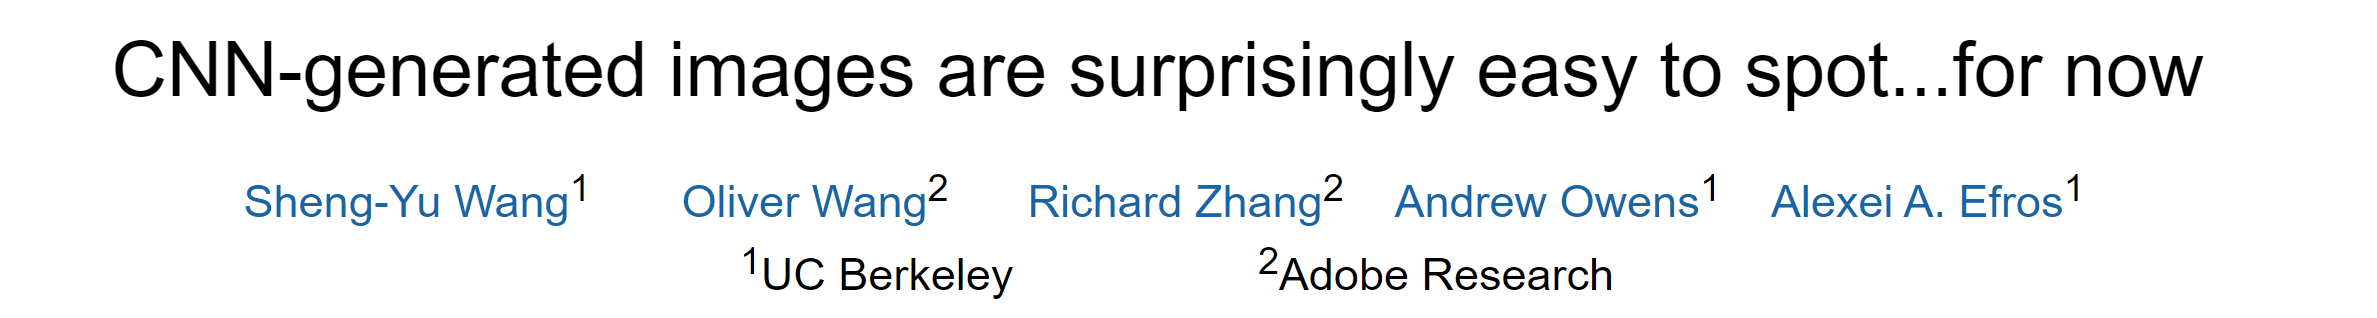 CNN-generated images are surprisingly easy to spot...for now
Sheng-Yu Wang1 Oliver Wang2 Richard Zhang2 Andrew Owens1 Alexei A. Efros1
1UC Berkeley 2Adobe Research